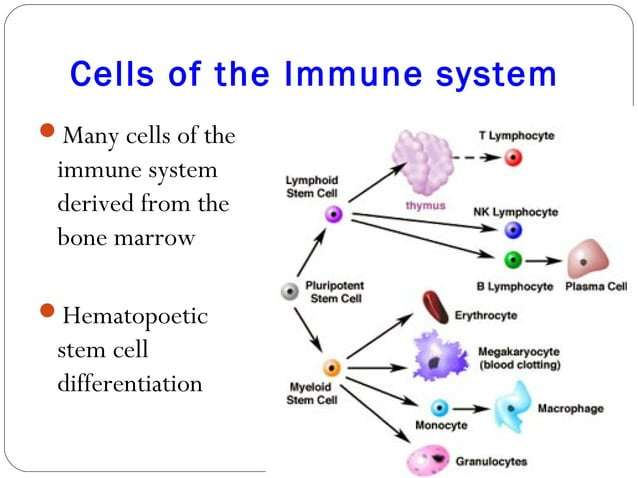 Cells of the Immune system
Many cells of the
immune system
derived from the
bone marrow
Hematopoetic
stem cell
differentiation
T Lymphocyte
Lymphoid
Stem Cell
thymus
NK Lymphocyte
B Lymphocyte
Plasma Cell
Pluripotent
Stem Cell
Erythrocyte
Megakaryocyte
(blood clotting)
Myeloid
Stem Cell
Monocyte
Macrophage
Granulocytes